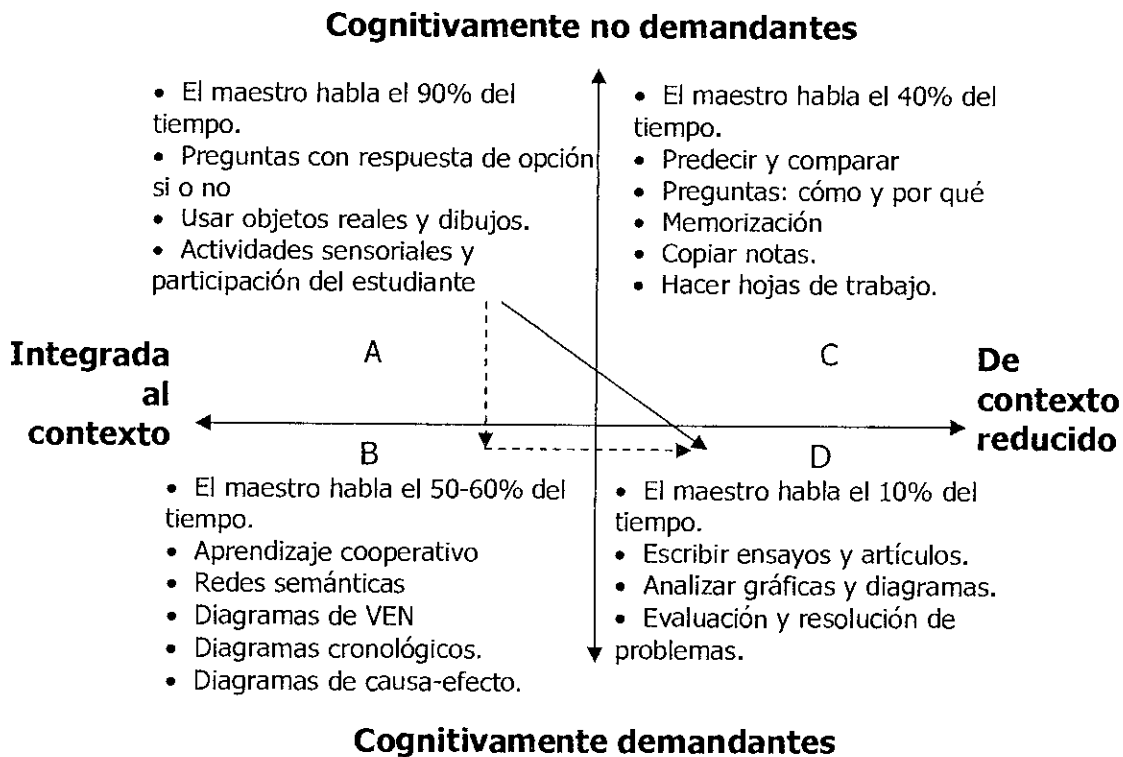 Cognitivamente no demandantes
• El maestro habla el 90% del
tiempo.
• Preguntas con respuesta de opción
si o no
• Usar objetos reales y dibujos.
• Actividades sensoriales y
participación del estudiante
• El maestro habla el 40% del
tiempo.
• Predecir y comparar
• Preguntas: cómo y por qué
• Memorización
• Copiar notas.
• Hacer hojas de trabajo.
Integrada
al
contexto
A
C
De
contexto
reducido
B
D
• El maestro habla el 50-60% del
tiempo.
• Aprendizaje cooperativo
• Redes semánticas
• Diagramas de VEN
• Diagramas cronológicos.
• Diagramas de causa-efecto.
• El maestro habla el 10% del
tiempo.
• Escribir ensayos y artículos.
• Analizar gráficas y diagramas.
• Evaluación y resolución de
problemas.
Cognitivamente demandantes